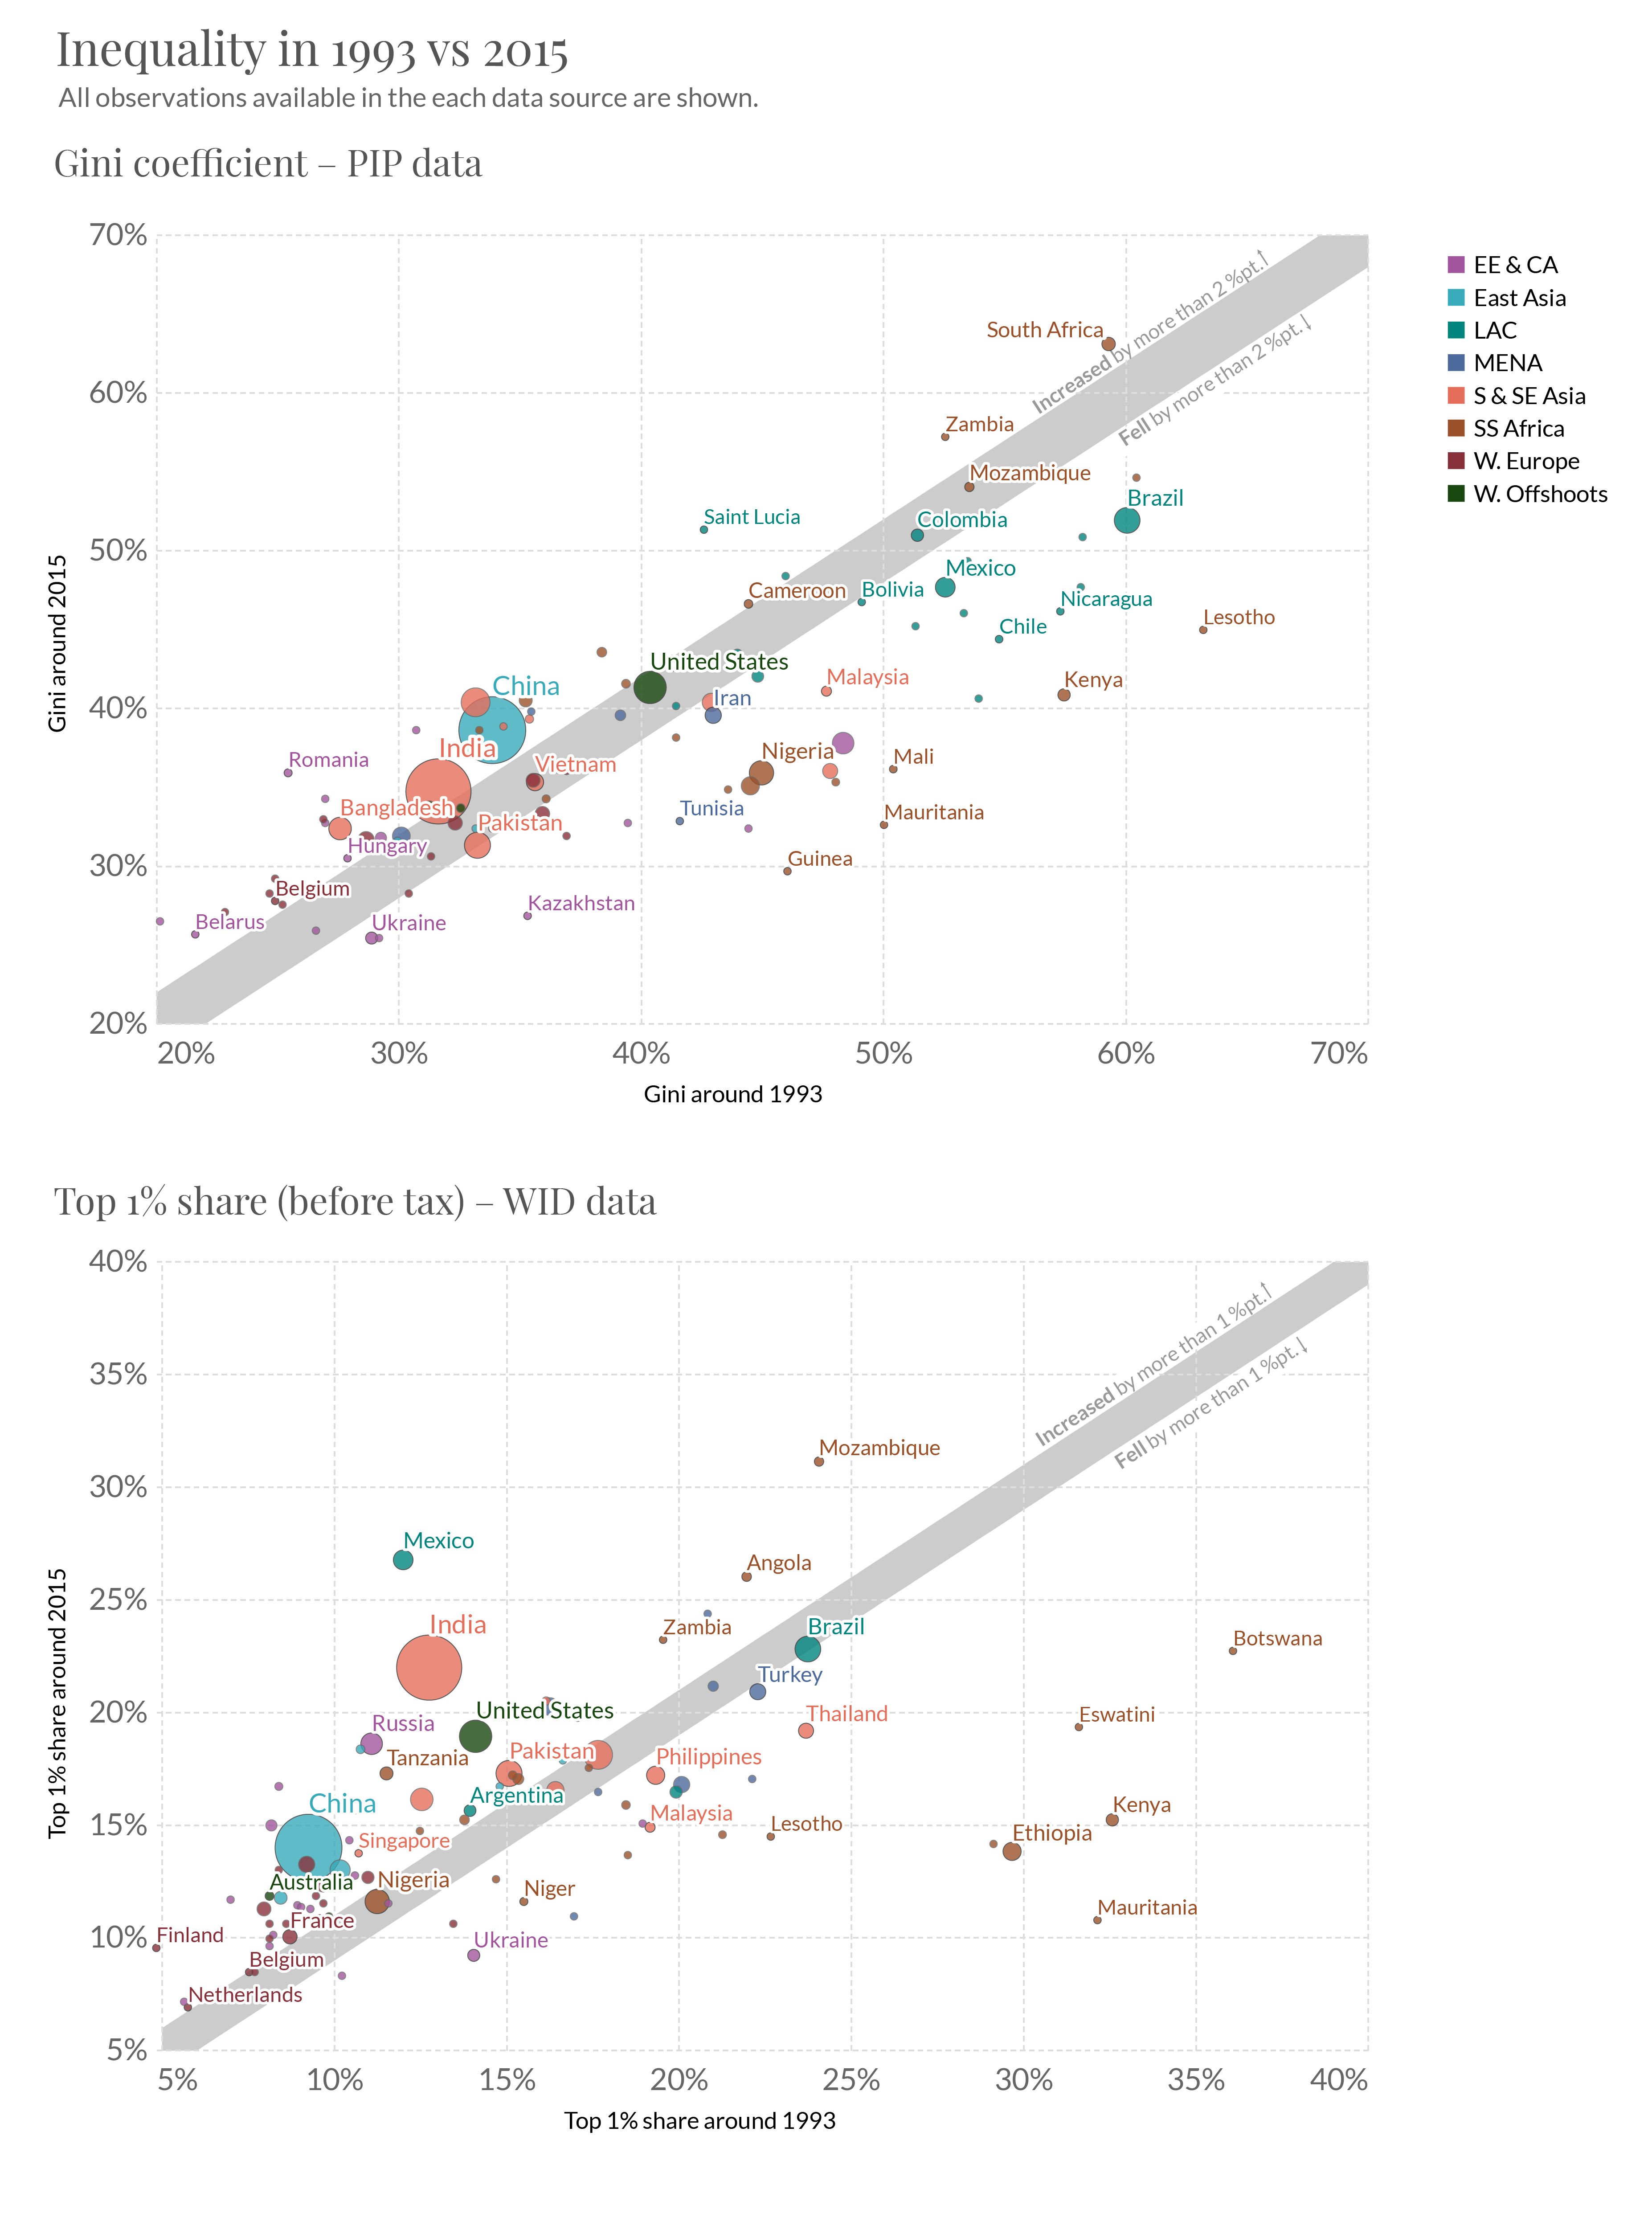 Inequality in 1993 vs 2015
All observations available in the each data source are shown.
Gini coefficient – PIP data
70%
60%
50%
40%
30%
20%
Gini around 2015
20%
30%
40%
50%
60%
70%
Gini around 1993
Increased by more than 2 %pt.↑
Fell by more than 2 %pt.↓
South Africa
Zambia
Mozambique
Brazil
Saint Lucia
Colombia
Mexico
Cameroon
Bolivia
Nicaragua
Lesotho
Chile
United States
China
Malaysia
Iran
Kenya
India
Romania
Vietnam
Nigeria
Mali
Bangladesh
Pakistan
Tunisia
Mauritania
Hungary
Guinea
Belgium
Kazakhstan
Belarus
Ukraine
EE & CA
East Asia
LAC
MENA
S & SE Asia
SS Africa
W. Europe
W. Offshoots
Top 1% share (before tax) – WID data
40%
35%
30%
25%
20%
15%
10%
5%
Top 1% share around 2015
5%
10%
15%
20%
25%
30%
35%
40%
Top 1% share around 1993
Increased by more than 1 %pt.↑
Fell by more than 1 %pt.↓
Mozambique
Mexico
Angola
India
Zambia
Brazil
Botswana
Turkey
United States
Russia
Thailand
Eswatini
Tanzania
Pakistan
Philippines
China
Argentina
Malaysia
Lesotho
Kenya
Singapore
Ethiopia
Australia
Nigeria
Niger
Mauritania
France
Finland
Ukraine
Belgium
Netherlands